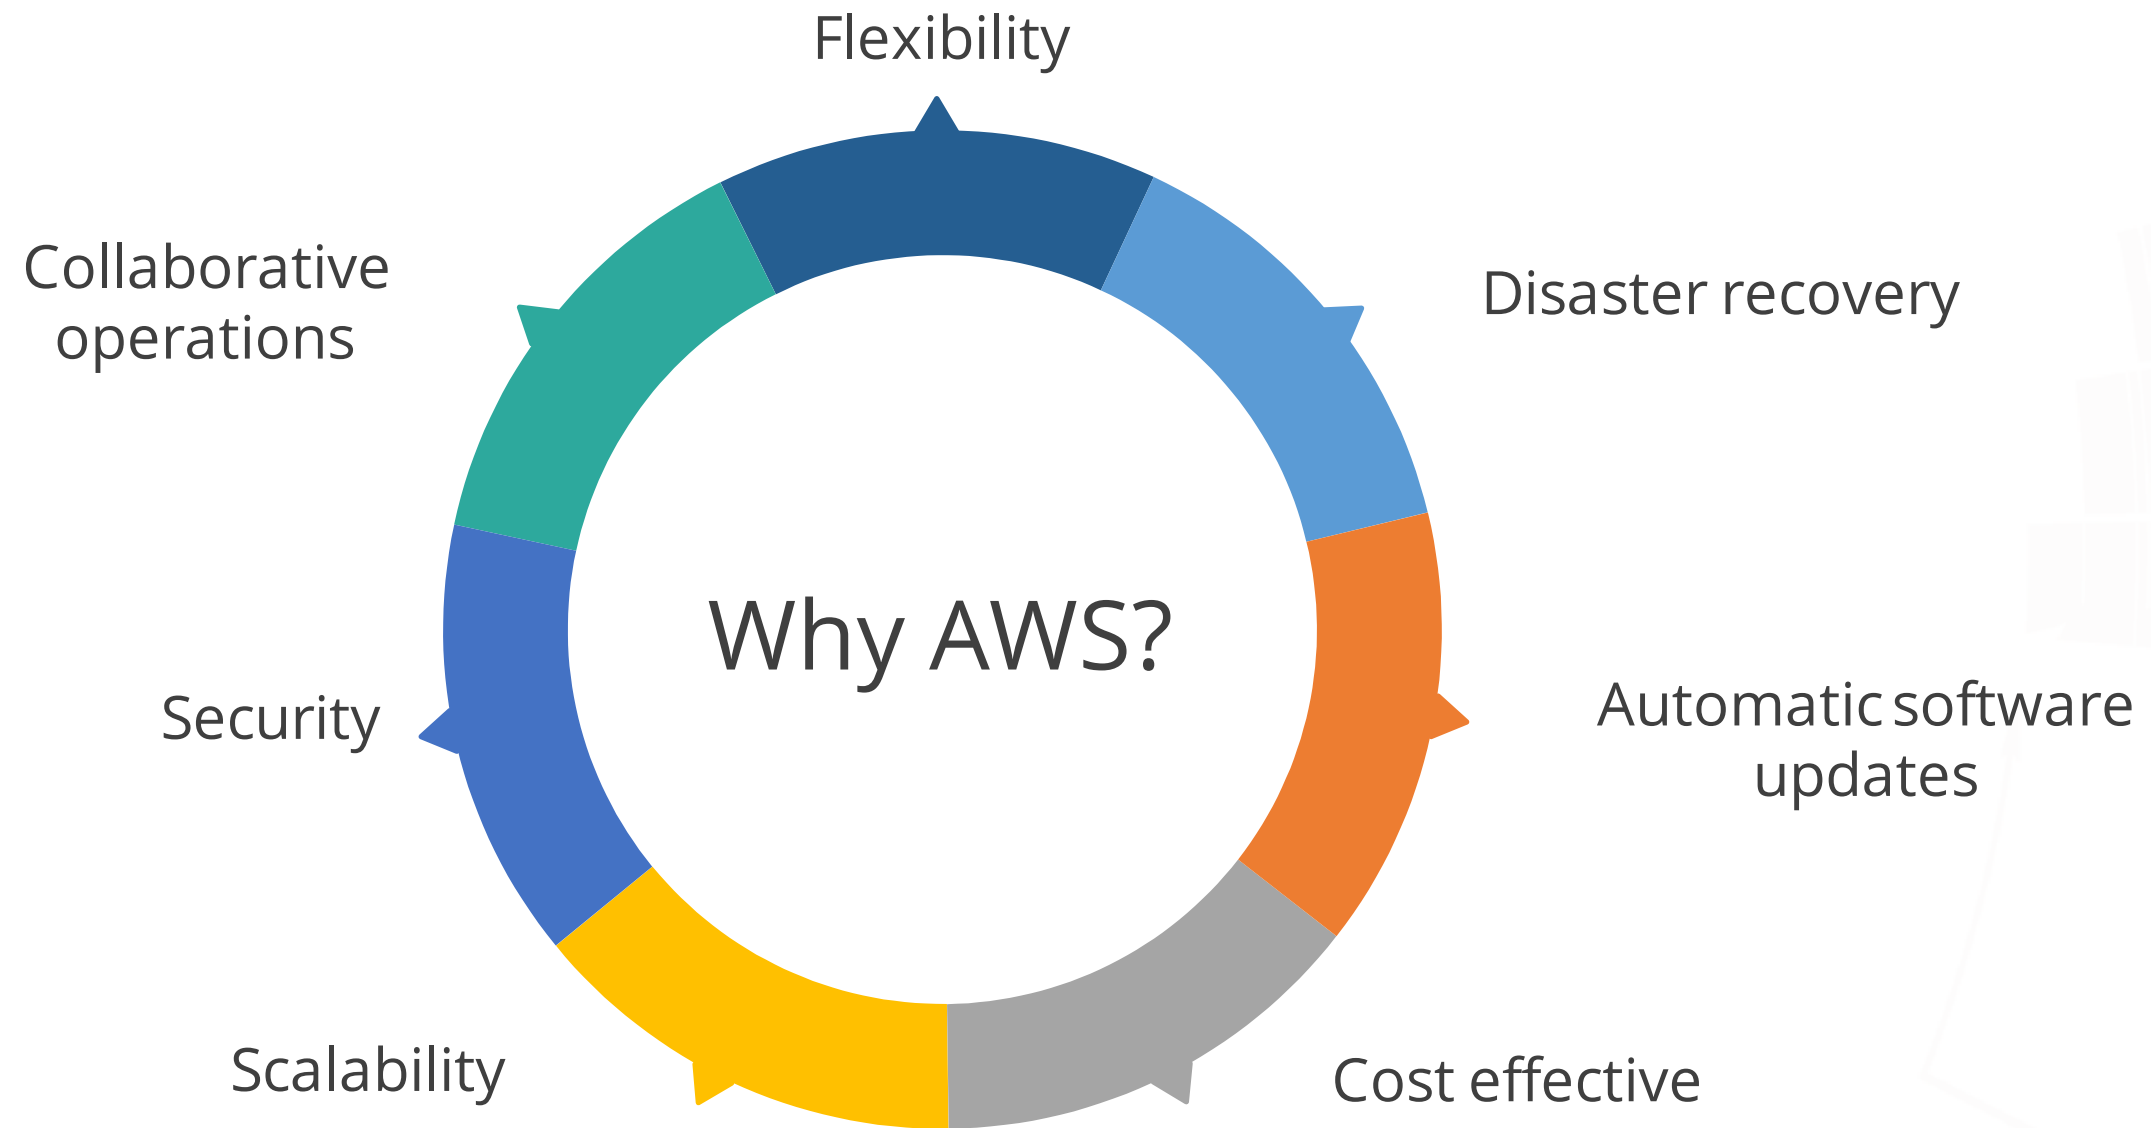 Flexibility
Collaborative
operations
Disaster recovery
Why AWS?
Security
Automatic software
updates
Scalability
Cost effective